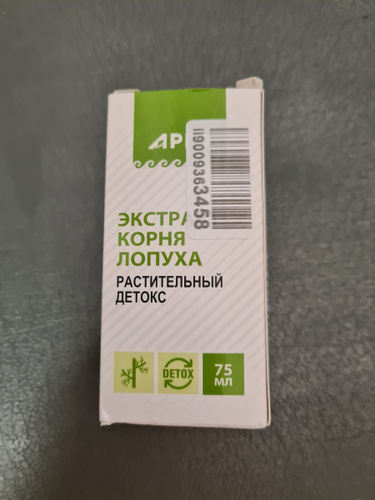 АР
II9009363458
ЭКСТРА
КОРНЯ
ЛОПУХА
РАСТИТЕЛЬНЫЙ
ДЕТОКС
DETOX
75
МЛ